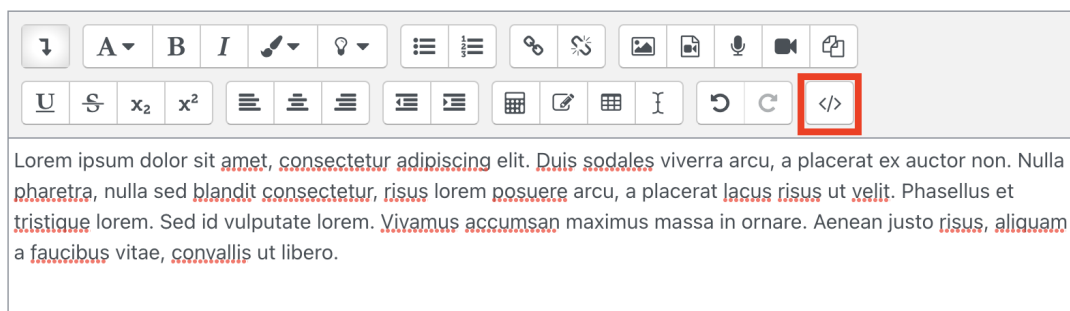 A B I
U S x₂ x² </>
Lorem ipsum dolor sit amet, consectetur adipiscing elit. Duis sodales viverra arcu, a placerat ex auctor non. Nulla
pharetra, nulla sed blandit consectetur, risus lorem posuere arcu, a placerat lacus risus ut velit. Phasellus et
tristique lorem. Sed id vulputate lorem. Vivamus accumsan maximus massa in ornare. Aenean justo risus, aliquam
a faucibus vitae, convallis ut libero.